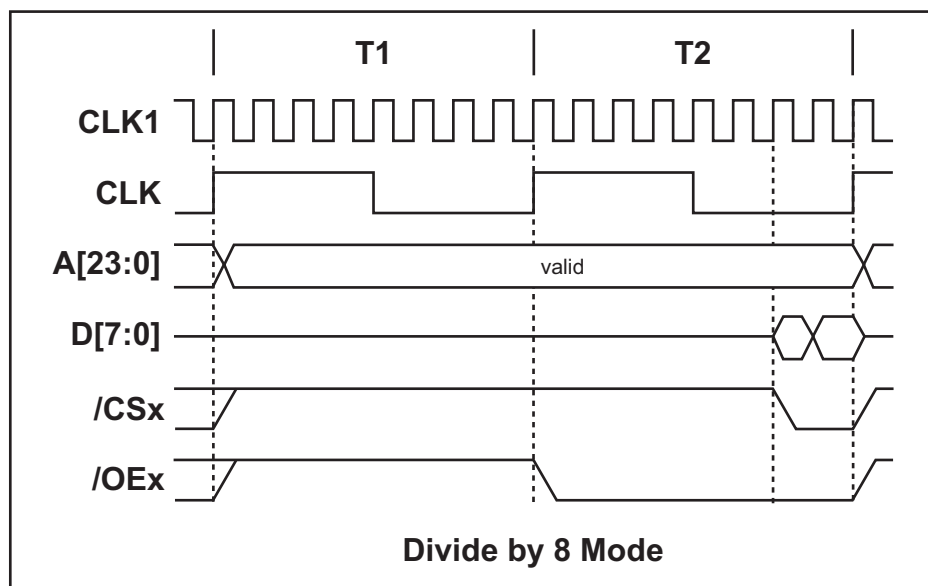 T1 T2
CLK1
CLK
A[23:0] valid
D[7:0]
/CSx
/OEx
Divide by 8 Mode